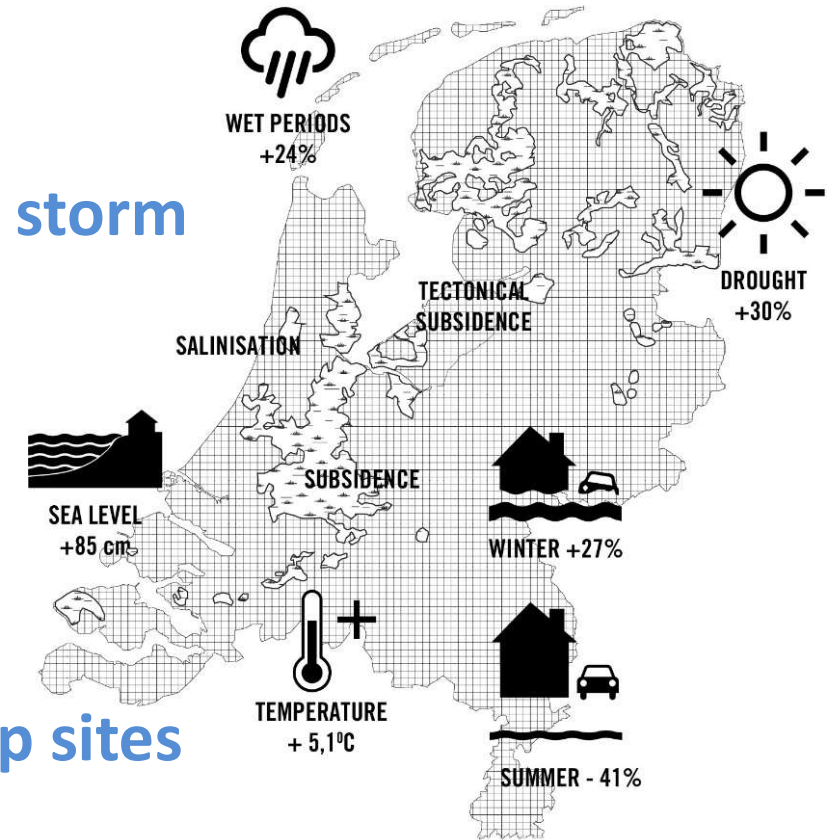 WET PERIODS
+24%
storm
DROUGHT
+30%
TECTONICAL
SUBSIDENCE
SALINISATION
SUBSIDENCE
SEA LEVEL
+85 cm
WINTER +27%
TEMPERATURE
+ 5,1⁰C
p sites
SUMMER - 41%